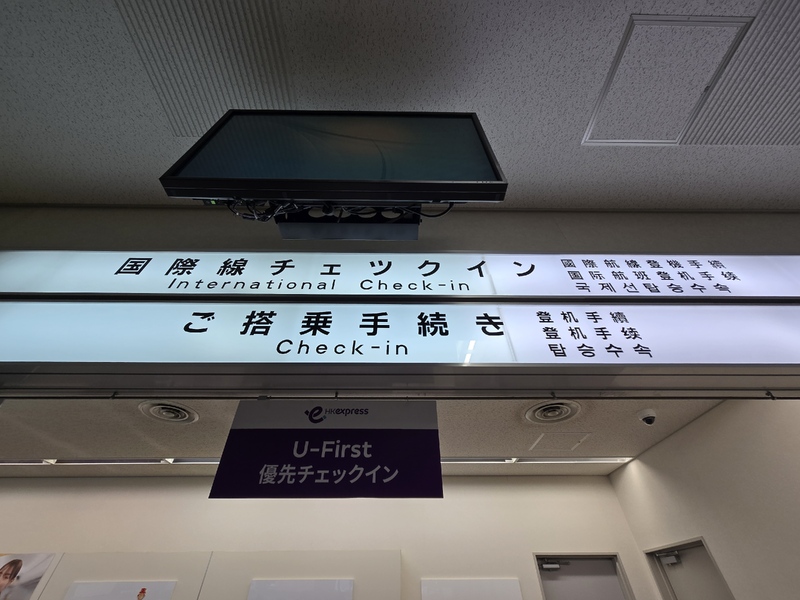 国際線チェックイン
International Check-in
國際航線登機手續
国际航班登机手续
국제선탑승수속
ご搭乗手続き
Check-in
登机手續
登机手续
탑승수속
HK express
U-First
優先チェックイン